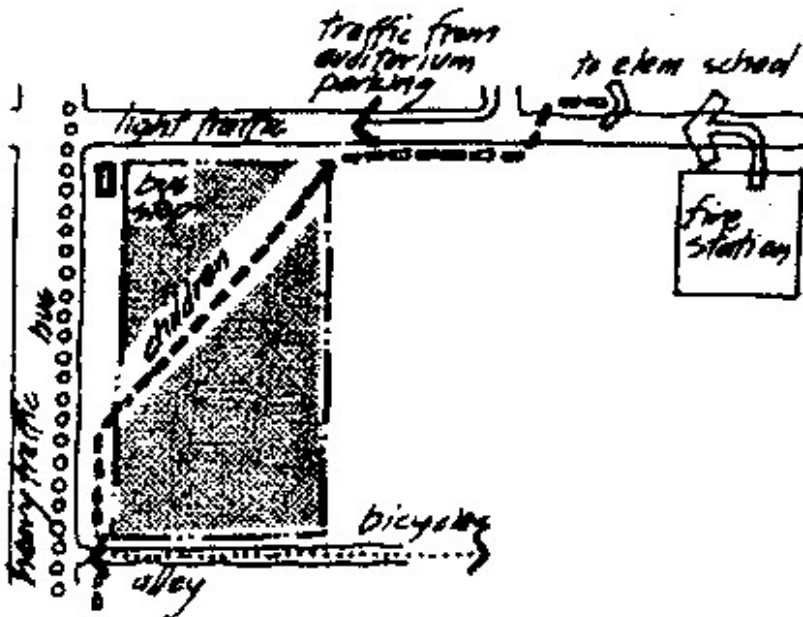 traffic from
auditorium
parking
to elem school
light traffic
bus
stop
fire
station
children
bus
heavy traffic
bicycles
alley